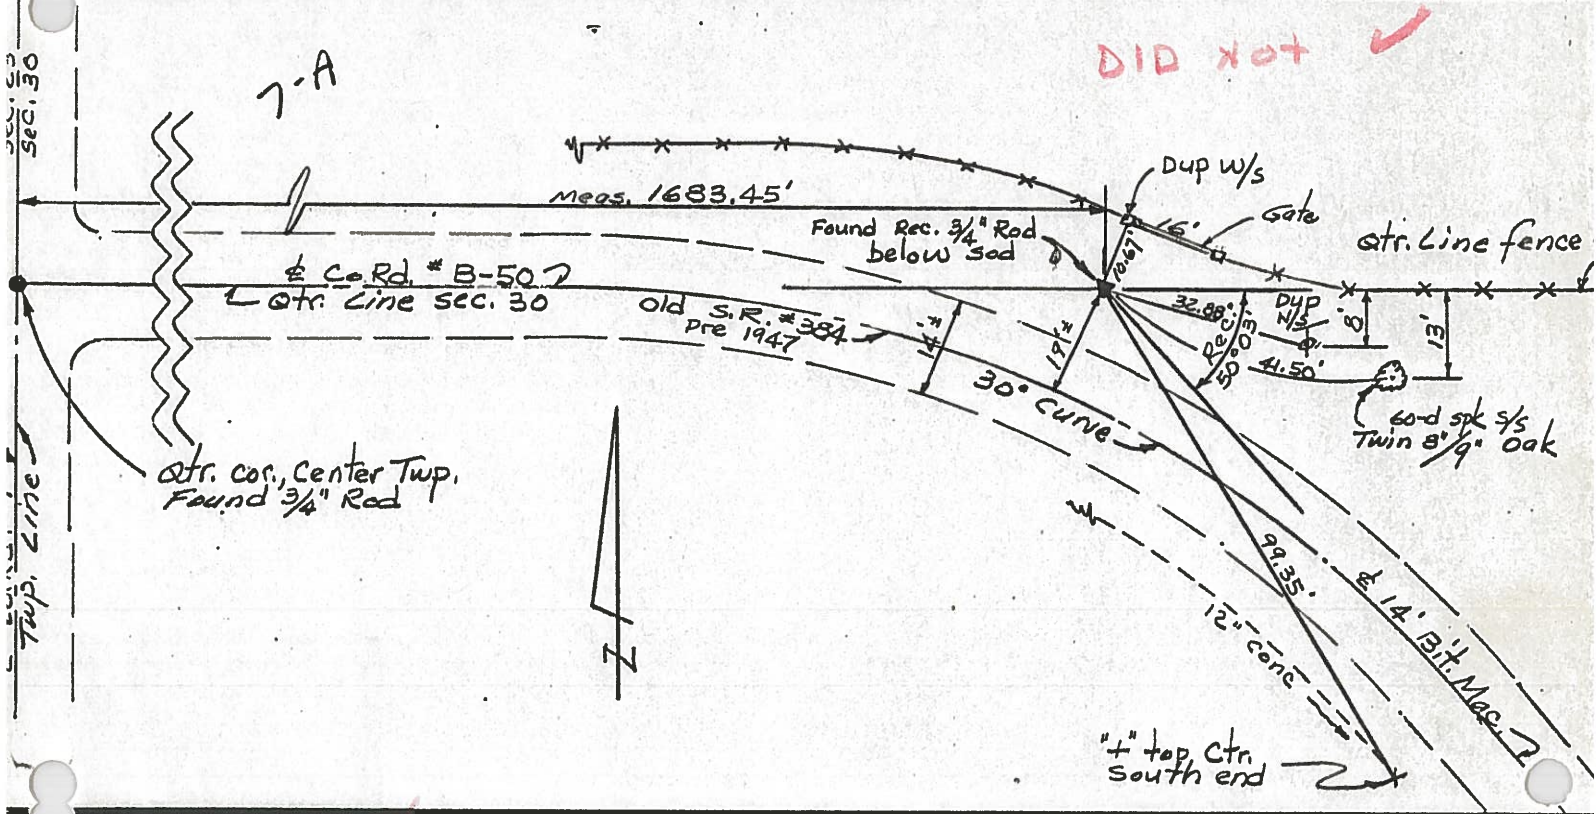 DID NOT
7-A
Sec. 30
Meas. 1683.45'
Dup W/s
16'
Gate
Qtr. Line fence
Found Rec. 3/4" Rod
below sod
10.67'
℄ Co. Rd. # B-50
Qtr. Line Sec. 30
Old S.R. # 384
Pre 1947
14'±
19'±
30° Curve
32.88'
Dup
N/s
Rec.
50°03'
8'
13'
41.50'
60-d spk s/s
Twin 8"/9" Oak
Qtr. cor., Center Twp.
Found 3/4" Rod
Twp. Line
N
99.35'
12" conc
℄ 14' Bit. Mac.
"+" top Ctr.
South end